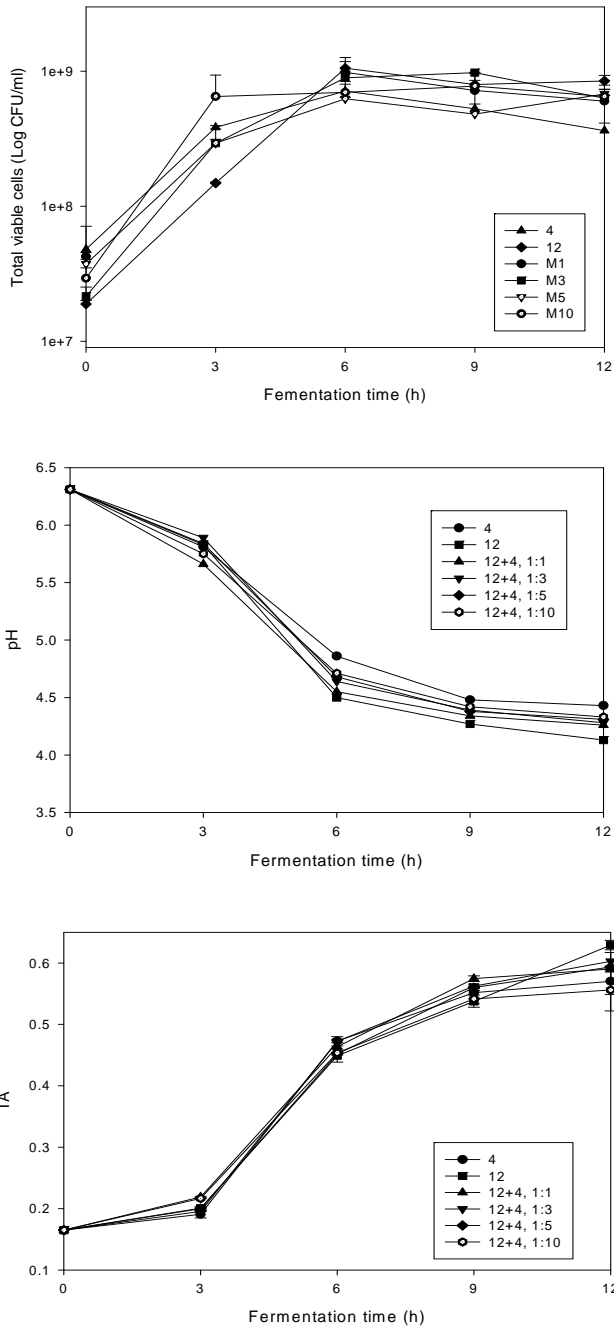 Total viable cells (Log CFU/ml)
1e+9
1e+8
1e+7
4
12
M1
M3
M5
M10
0 3 6 9 12
Fementation time (h)
pH
6.5
6.0
5.5
5.0
4.5
4.0
3.5
4
12
12+4, 1:1
12+4, 1:3
12+4, 1:5
12+4, 1:10
0 3 6 9 12
Fermentation time (h)
TA
0.6
0.5
0.4
0.3
0.2
0.1
4
12
12+4, 1:1
12+4, 1:3
12+4, 1:5
12+4, 1:10
0 3 6 9 12
Fermentation time (h)